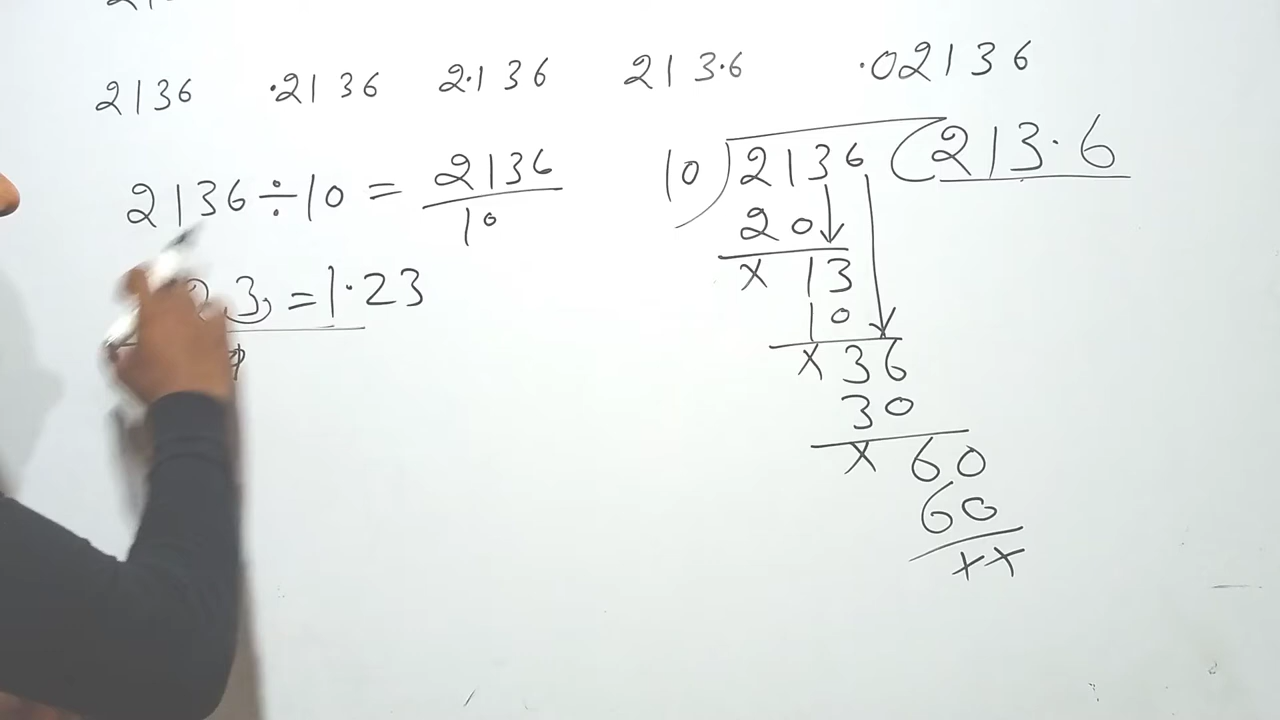 2136 ·2136 2·136 213·6 ·02136
2136 ÷ 10 = 2136/10
23 = 1·23
10 ) 2136 ( 213·6
20
x 13
10
x 36
30
x 60
60
x x